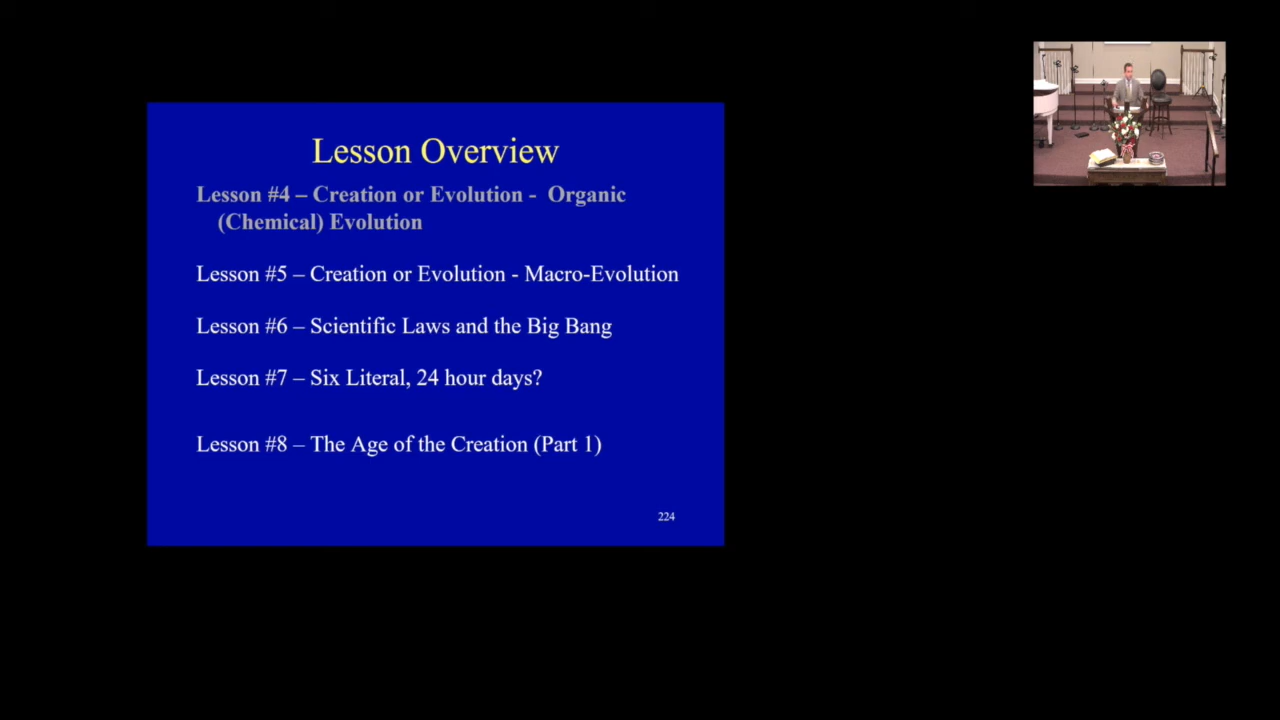 Lesson Overview
Lesson #4 – Creation or Evolution - Organic
(Chemical) Evolution
Lesson #5 – Creation or Evolution - Macro-Evolution
Lesson #6 – Scientific Laws and the Big Bang
Lesson #7 – Six Literal, 24 hour days?
Lesson #8 – The Age of the Creation (Part 1)
224